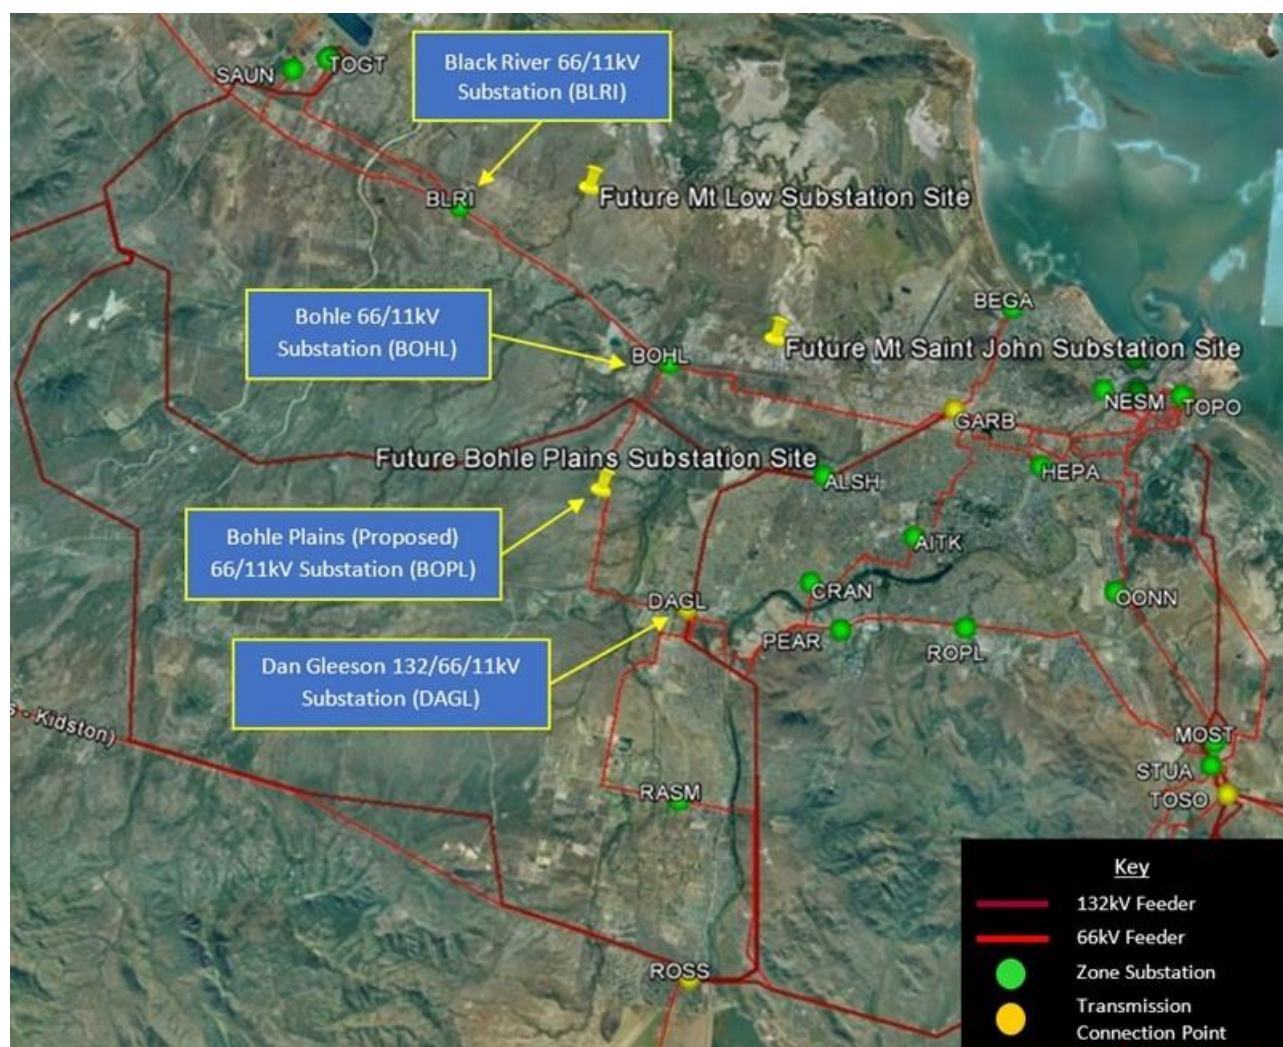 SAUN
TOGT
Black River 66/11kV
Substation (BLRI)
BLRI
Future Mt Low Substation Site
Bohle 66/11kV
Substation (BOHL)
BEGA
BOHL
Future Mt Saint John Substation Site
NESM
TOPO
GARB
Future Bohle Plains Substation Site
HEPA
ALSH
Bohle Plains (Proposed)
66/11kV Substation (BOPL)
AITK
CRAN
OONN
DAGL
PEAR
ROPL
Dan Gleeson 132/66/11kV
Substation (DAGL)
s - Kidston)
MOST
STUA
TOSO
RASM
ROSS
Key
132kV Feeder
66kV Feeder
Zone Substation
Transmission
Connection Point